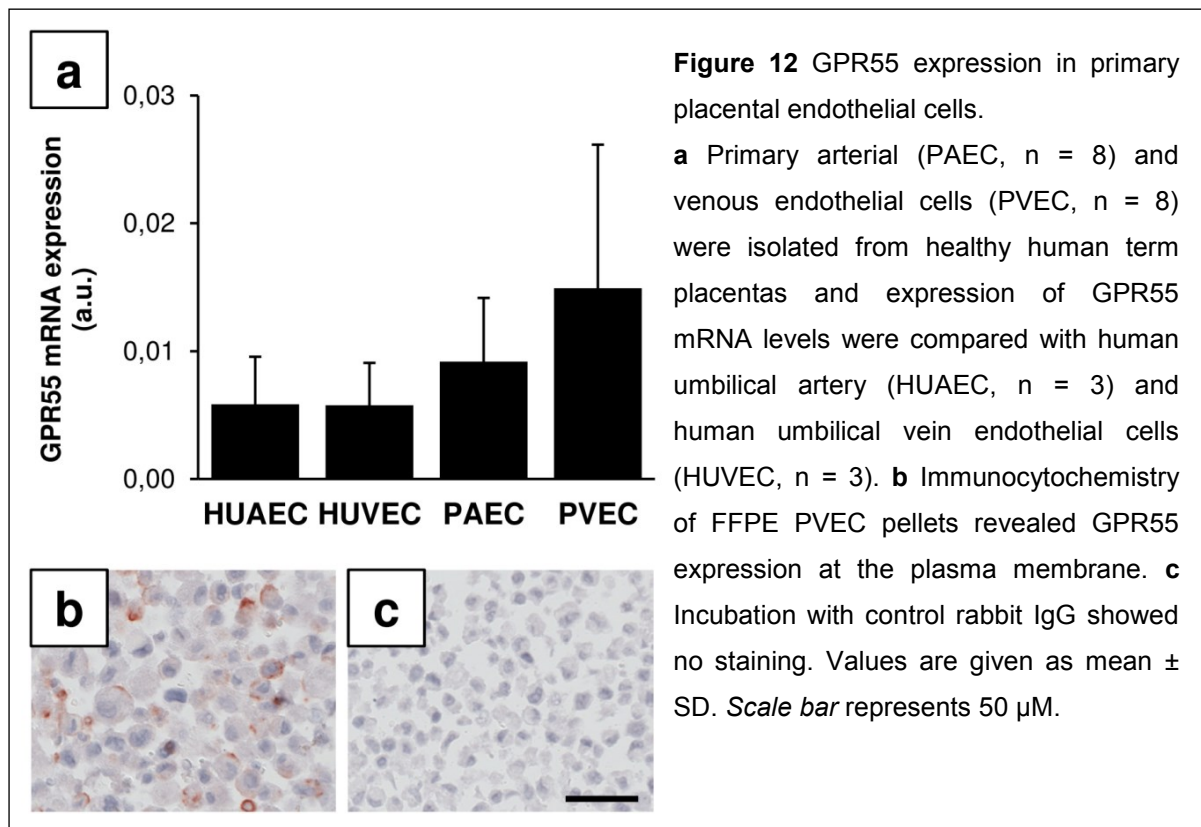 a
0,03
0,02
0,01
0,00
GPR55 mRNA expression
(a.u.)
HUAEC HUVEC PAEC PVEC
b
c
Figure 12 GPR55 expression in primary
placental endothelial cells.
a Primary arterial (PAEC, n = 8) and
venous endothelial cells (PVEC, n = 8)
were isolated from healthy human term
placentas and expression of GPR55
mRNA levels were compared with human
umbilical artery (HUAEC, n = 3) and
human umbilical vein endothelial cells
(HUVEC, n = 3). b Immunocytochemistry
of FFPE PVEC pellets revealed GPR55
expression at the plasma membrane. c
Incubation with control rabbit IgG showed
no staining. Values are given as mean ±
SD. Scale bar represents 50 µM.